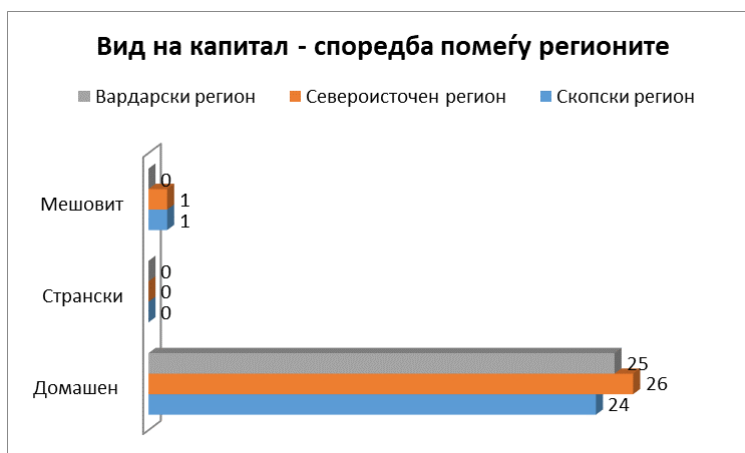 Вид на капитал - споредба помеѓу регионите
Вардарски регион Североисточен регион Скопски регион
Мешовит
0
1
1
Странски
0
0
0
Домашен
25
26
24